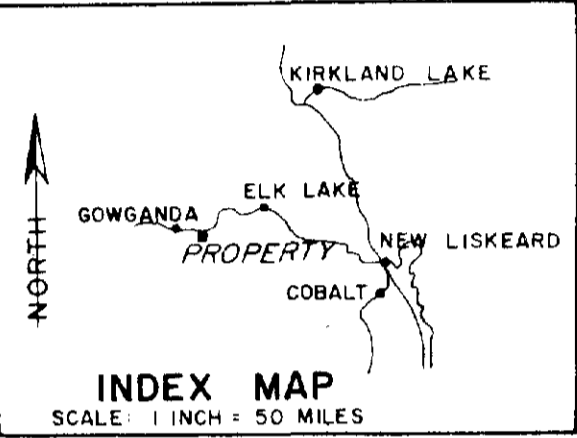 KIRKLAND LAKE
ELK LAKE
GOWGANDA
PROPERTY
NEW LISKEARD
COBALT
NORTH
INDEX MAP
SCALE: 1 INCH = 50 MILES